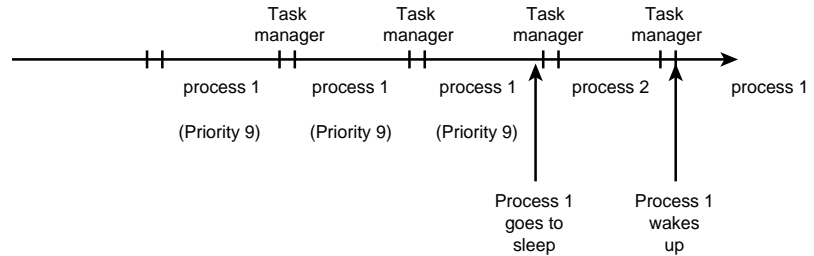 Task
manager
Task
manager
Task
manager
Task
manager
process 1
process 1
process 1
process 2
process 1
(Priority 9)
(Priority 9)
(Priority 9)
Process 1
goes to
sleep
Process 1
wakes
up